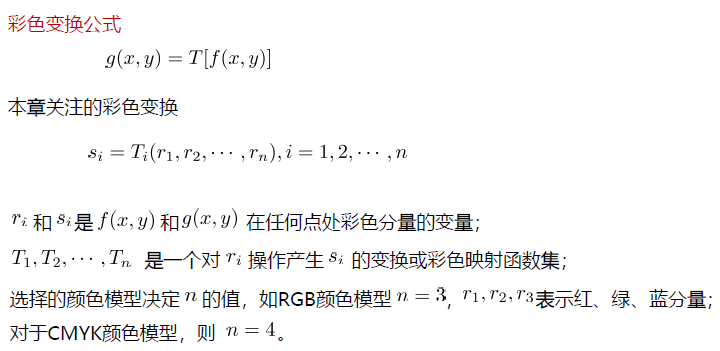 彩色变换公式
g(x, y) = T[f(x, y)]
本章关注的彩色变换
s_i = T_i(r_1, r_2, ⋯ , r_n), i = 1, 2, ⋯ , n
r_i 和 s_i 是 f(x, y) 和 g(x, y) 在任何点处彩色分量的变量；
T_1, T_2, ⋯ , T_n 是一个对 r_i 操作产生 s_i 的变换或彩色映射函数集；
选择的颜色模型决定 n 的值，如RGB颜色模型 n = 3， r_1, r_2, r_3表示红、绿、蓝分量；
对于CMYK颜色模型，则 n = 4。